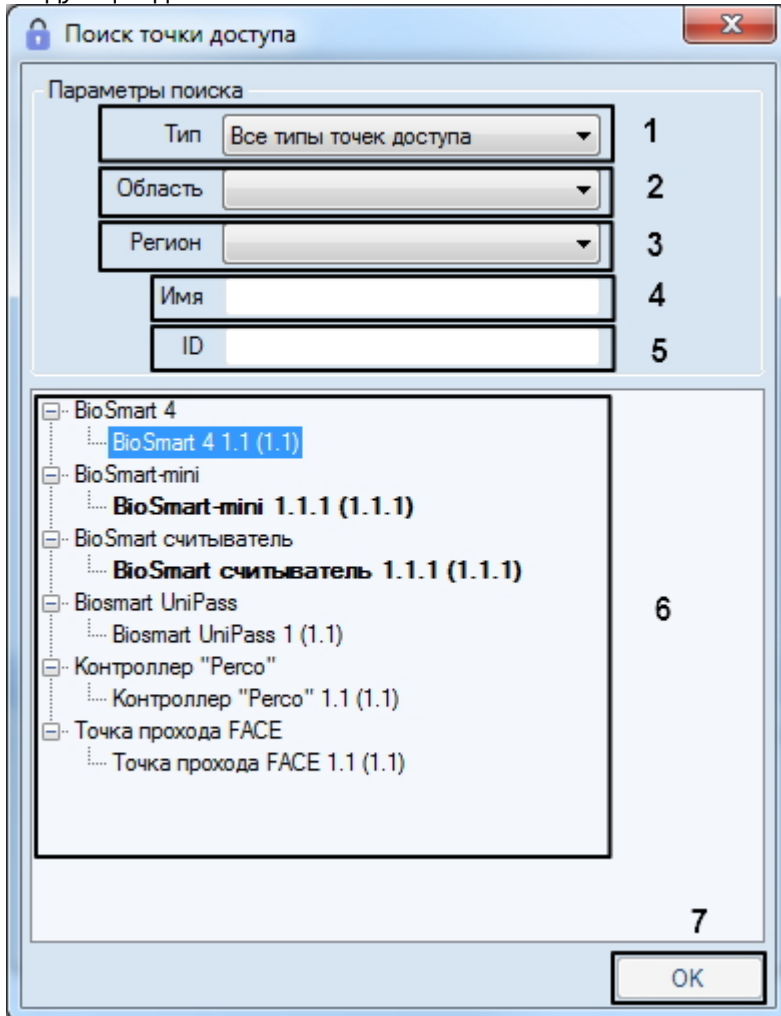 Поиск точки доступа
Параметры поиска
Тип Все типы точек доступа 1
Область 2
Регион 3
Имя 4
ID 5
BioSmart 4
BioSmart 4 1.1 (1.1)
BioSmart-mini
BioSmart-mini 1.1.1 (1.1.1)
BioSmart считыватель
BioSmart считыватель 1.1.1 (1.1.1)
Biosmart UniPass
6
Biosmart UniPass 1 (1.1)
Контроллер "Perco"
Контроллер "Perco" 1.1 (1.1)
Точка прохода FACE
Точка прохода FACE 1.1 (1.1)
7
OK